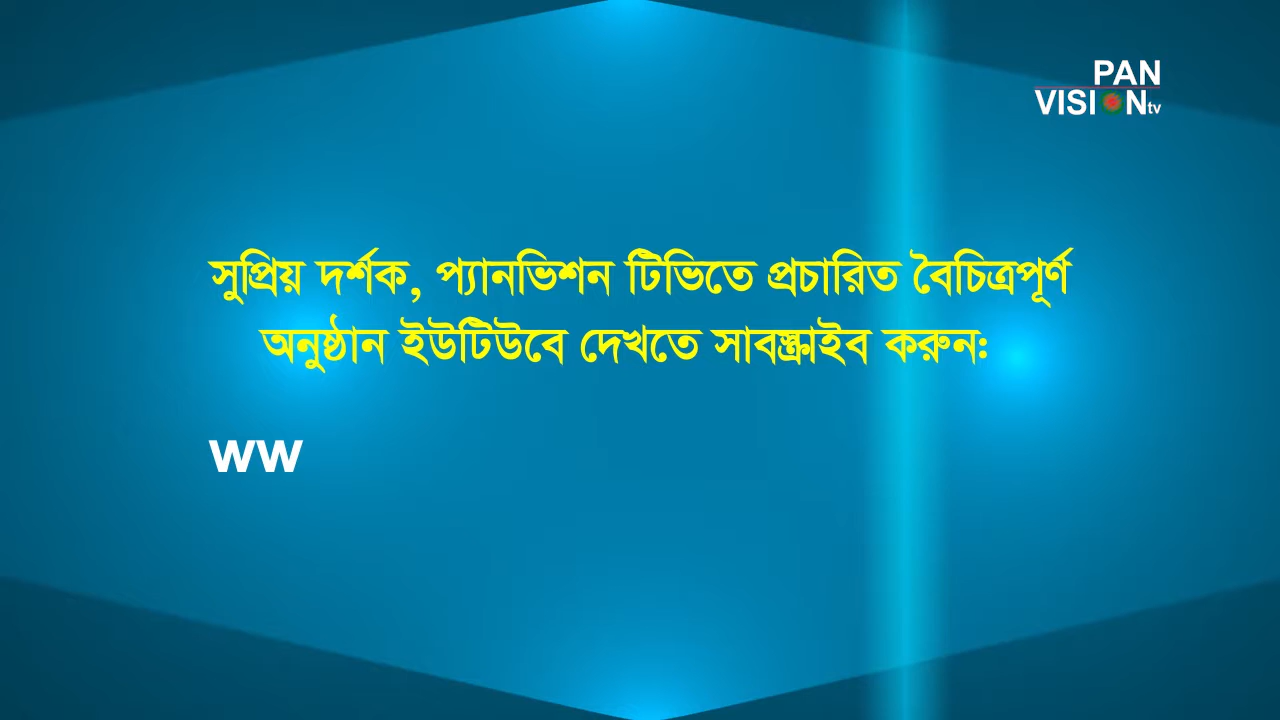 PAN
VISION tv
সুপ্রিয় দর্শক, প্যানভিশন টিভিতে প্রচারিত বৈচিত্রপূর্ণ
অনুষ্ঠান ইউটিউবে দেখতে সাবস্ক্রাইব করুন:
ww